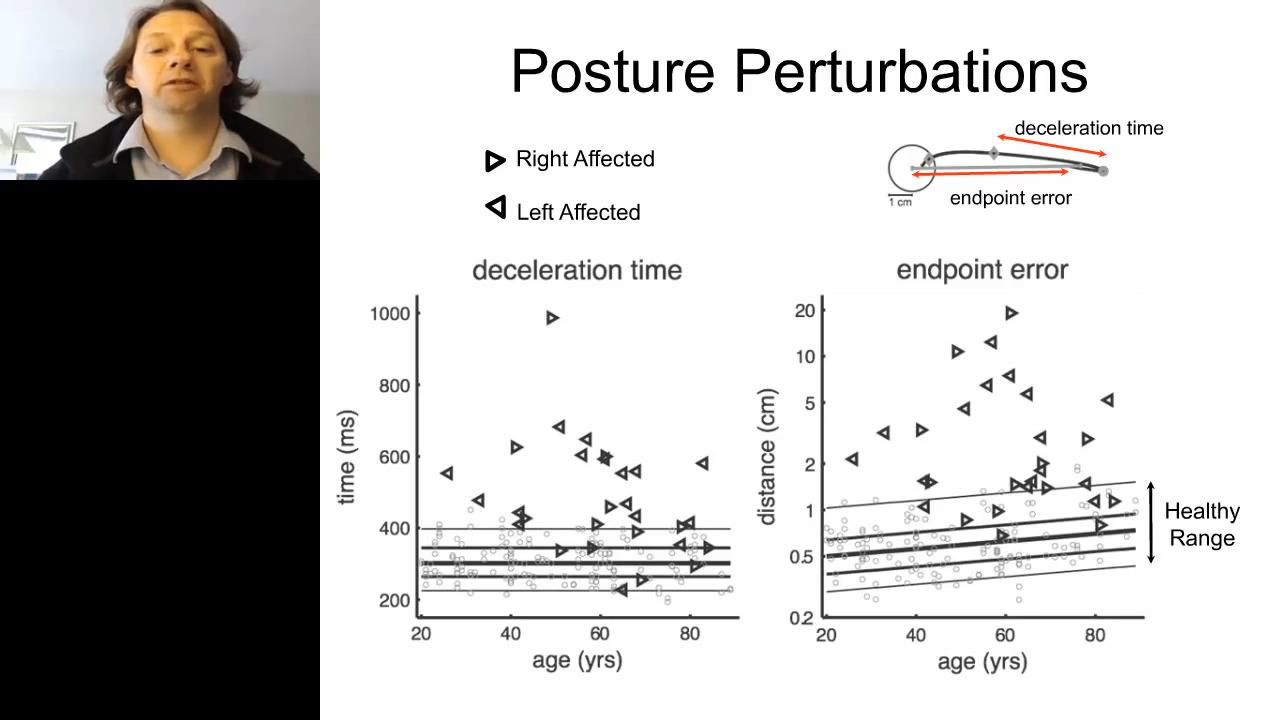 Posture Perturbations
Right Affected
Left Affected
deceleration time
endpoint error
1 cm
deceleration time
time (ms)
1000
800
600
400
200
20 40 60 80
age (yrs)
endpoint error
distance (cm)
20
10
5
2
1
0.5
0.2
20 40 60 80
age (yrs)
Healthy
Range